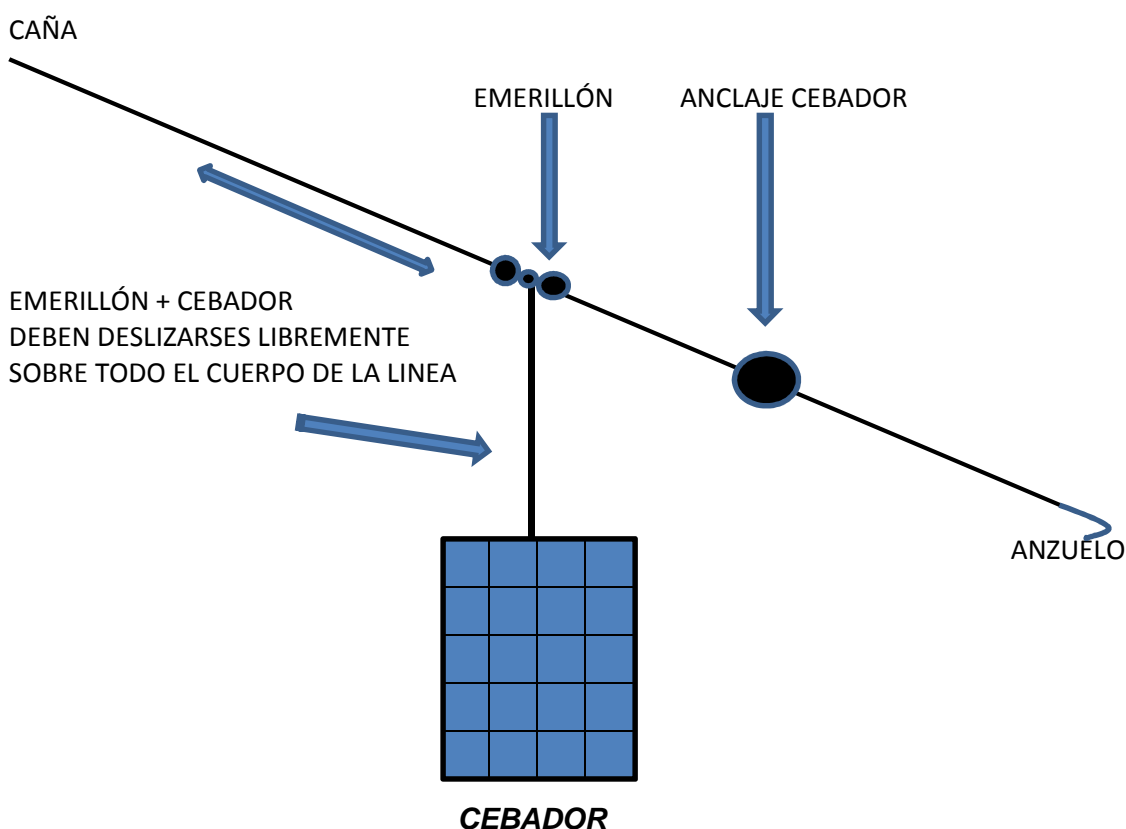 CAÑA
EMERILLÓN
ANCLAJE CEBADOR
EMERILLÓN + CEBADOR
DEBEN DESLIZARSES LIBREMENTE
SOBRE TODO EL CUERPO DE LA LINEA
ANZUELO
CEBADOR